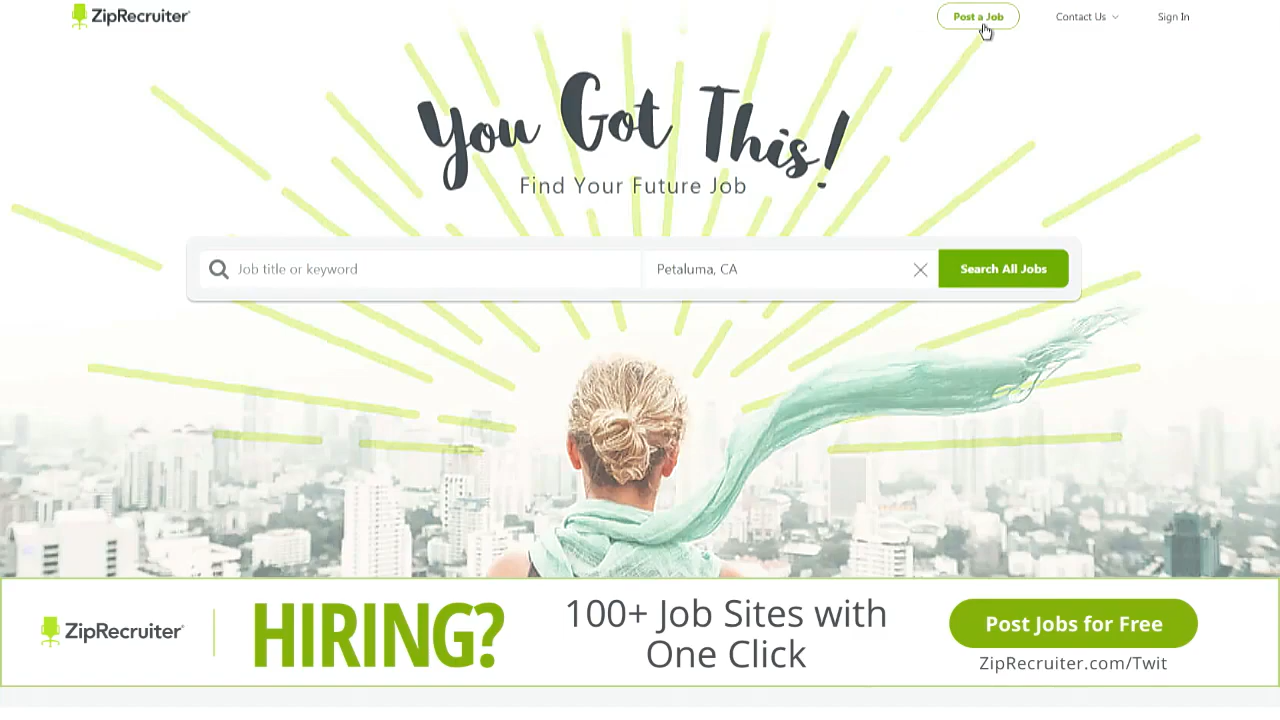 ZipRecruiter
Post a Job
Contact Us
Sign In
You Got This!
Find Your Future Job
Job title or keyword
Petaluma, CA
Search All Jobs
ZipRecruiter
HIRING?
100+ Job Sites with
One Click
Post Jobs for Free
ZipRecruiter.com/Twit